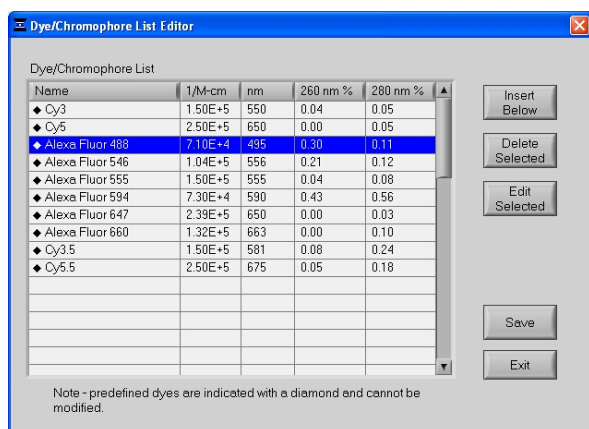 Dye/Chromophore List Editor
Dye/Chromophore List
Name 1/M-cm nm 260 nm % 280 nm %
◆ Cy3 1.50E+5 550 0.04 0.05
◆ Cy5 2.50E+5 650 0.00 0.05
◆ Alexa Fluor 488 7.10E+4 495 0.30 0.11
◆ Alexa Fluor 546 1.04E+5 556 0.21 0.12
◆ Alexa Fluor 555 1.50E+5 555 0.04 0.08
◆ Alexa Fluor 594 7.30E+4 590 0.43 0.56
◆ Alexa Fluor 647 2.39E+5 650 0.00 0.03
◆ Alexa Fluor 660 1.32E+5 663 0.00 0.10
◆ Cy3.5 1.50E+5 581 0.08 0.24
◆ Cy5.5 2.50E+5 675 0.05 0.18
Insert
Below
Delete
Selected
Edit
Selected
Save
Exit
Note - predefined dyes are indicated with a diamond and cannot be
modified.